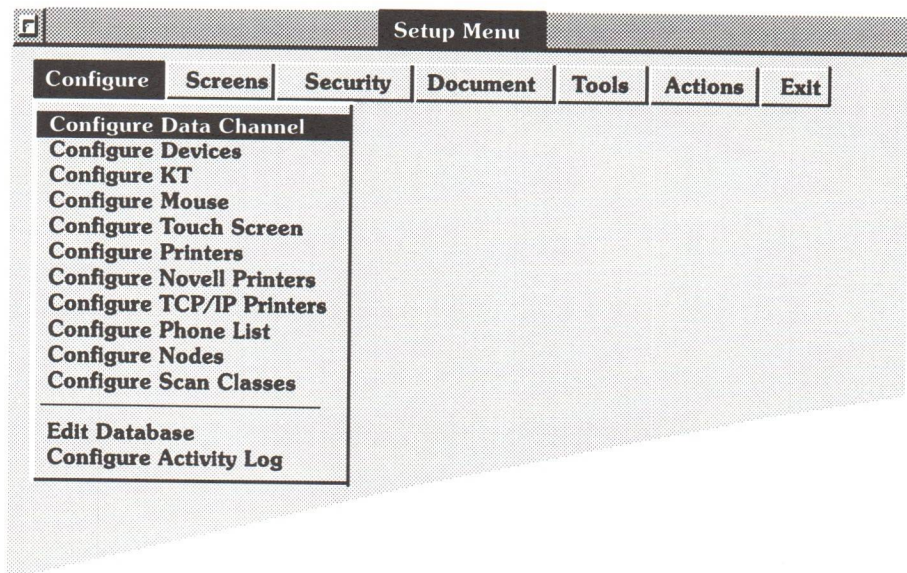 Setup Menu
Configure Screens Security Document Tools Actions Exit
Configure Data Channel
Configure Devices
Configure KT
Configure Mouse
Configure Touch Screen
Configure Printers
Configure Novell Printers
Configure TCP/IP Printers
Configure Phone List
Configure Nodes
Configure Scan Classes
Edit Database
Configure Activity Log